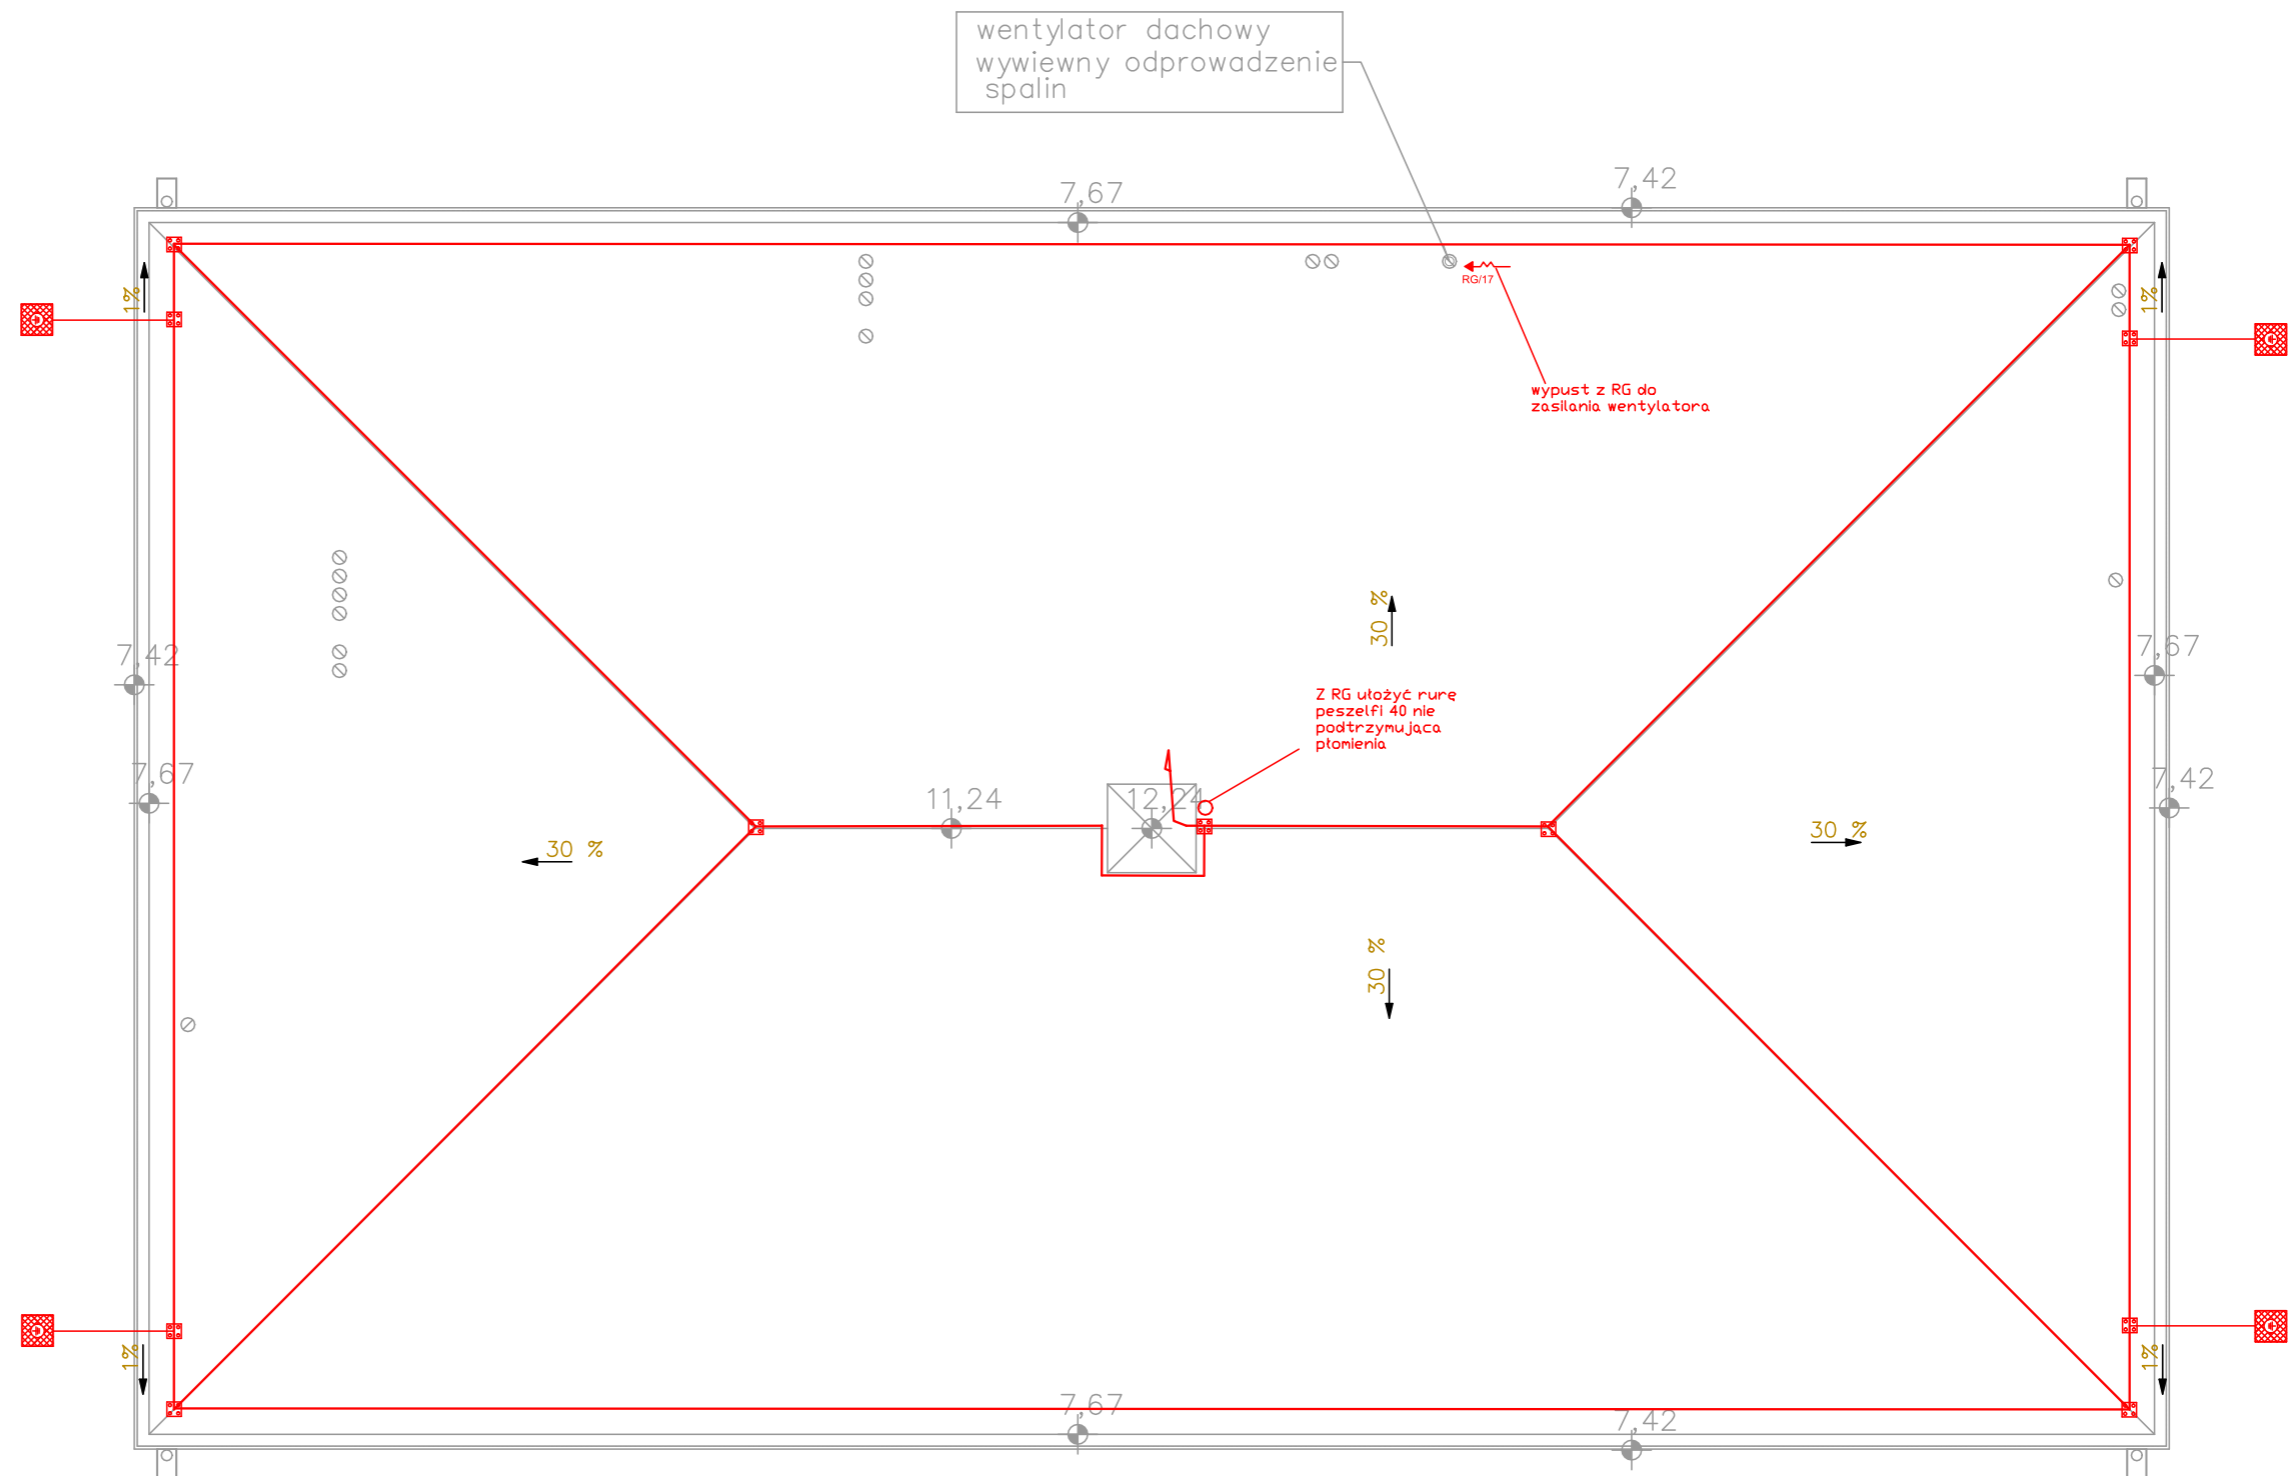 wentylator dachowy
wywiewny odprowadzenie
spalin
7,67
7,42
1%
1%
RG/17
wypust z RG do
zasilania wentylatora
30 %
7,42
7,67
Z RG ułożyć rurę
peszelfi 40 nie
podtrzymująca
płomienia
7,67
7,42
11,24
12,24
30 %
30 %
30 %
1%
1%
7,67
7,42